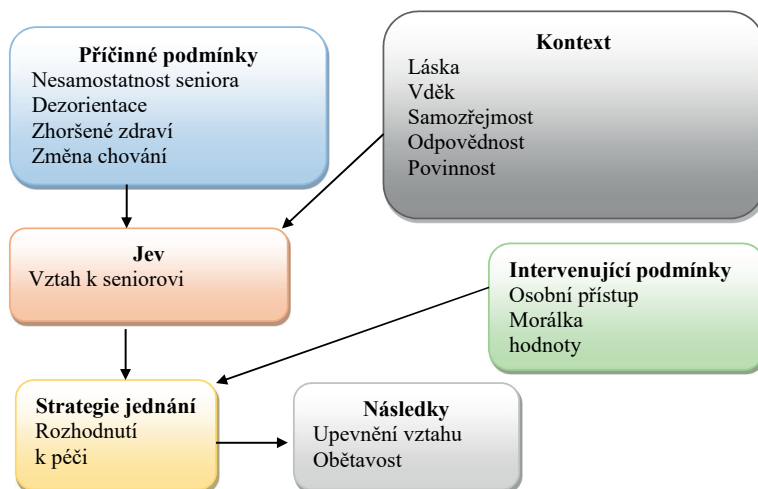 Příčinné podmínky
Nesamostatnost seniora
Dezorientace
Zhoršené zdraví
Změna chování
Kontext
Láska
Vděk
Samozřejmost
Odpovědnost
Povinnost
Jev
Vztah k seniorovi
Intervenující podmínky
Osobní přístup
Morálka
hodnoty
Strategie jednání
Rozhodnutí
k péči
Následky
Upevnění vztahu
Obětavost